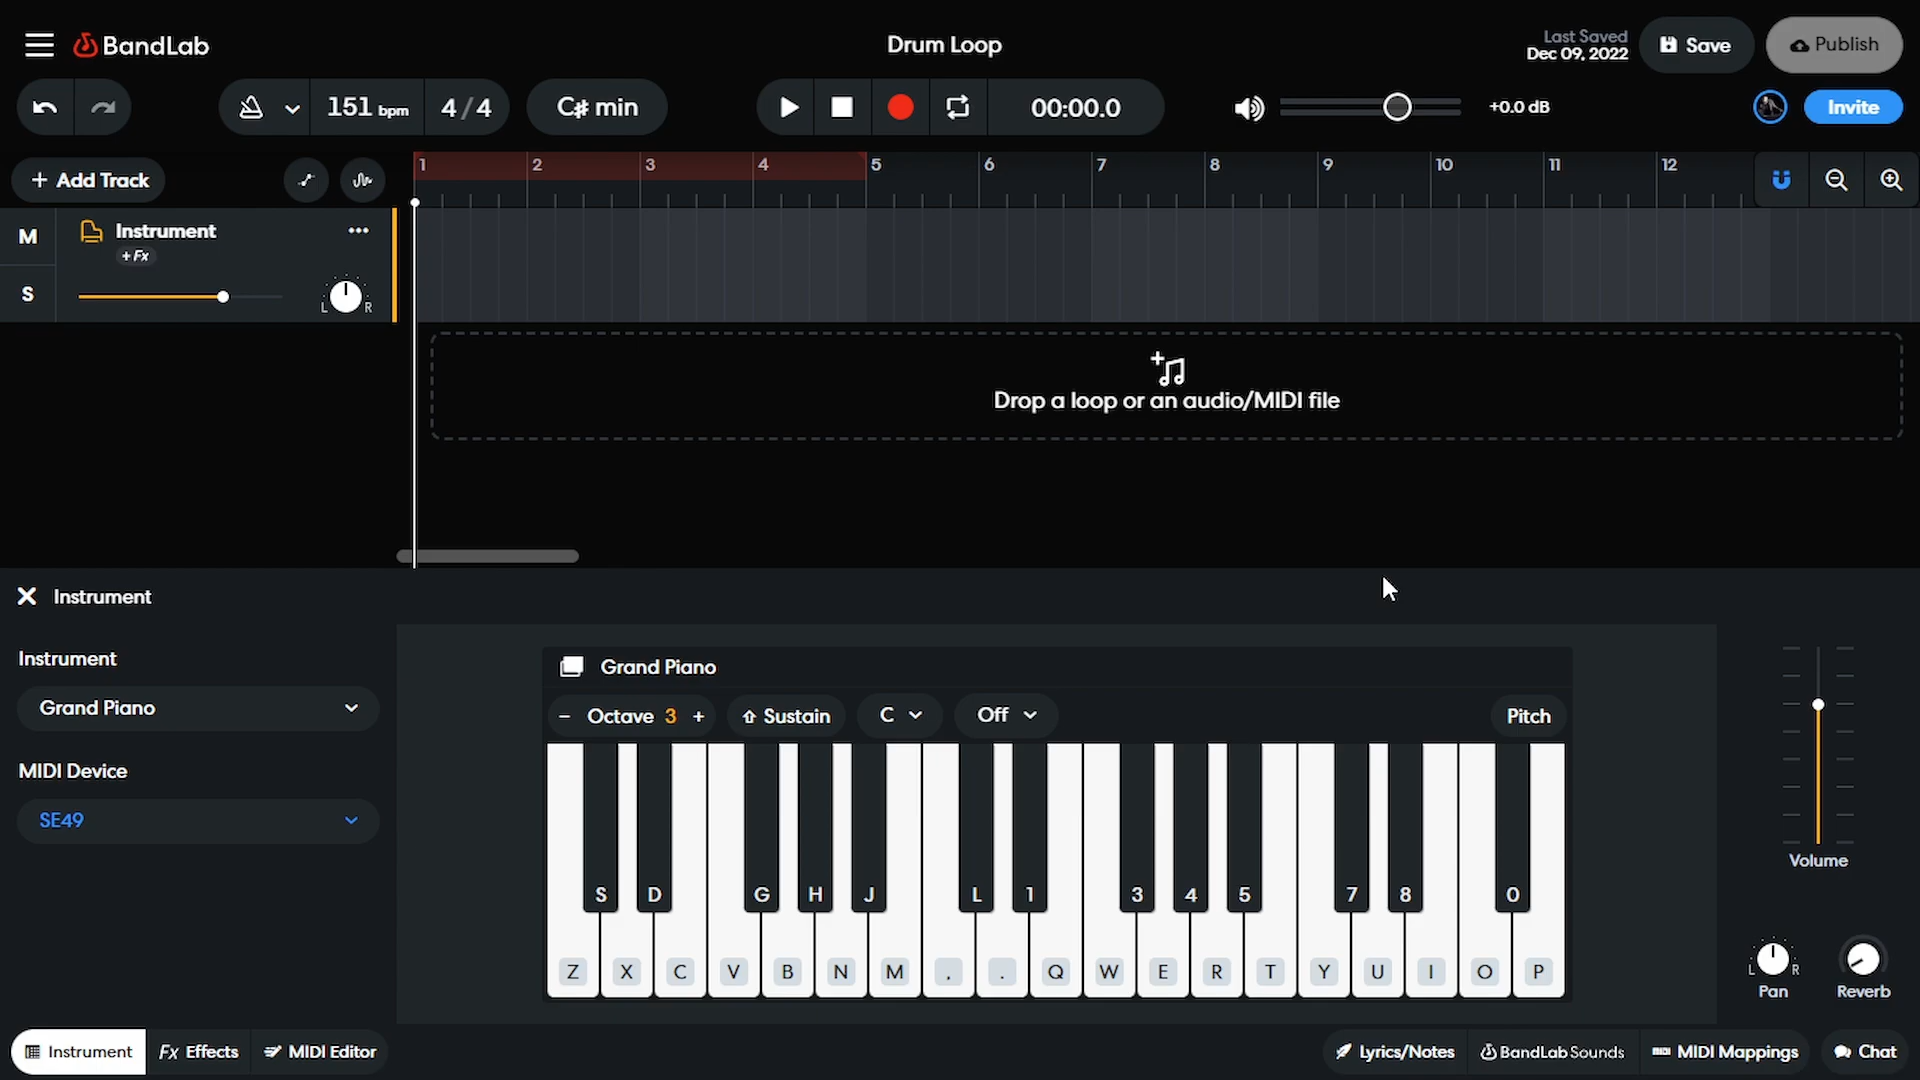 BandLab
Drum Loop
Last Saved
Dec 09, 2022
Save
Publish
151 bpm
4/4
C# min
00:00.0
+0.0 dB
Invite
+ Add Track
1 2 3 4 5 6 7 8 9 10 11 12
M
Instrument
+ Fx
S
L R
Drop a loop or an audio/MIDI file
Instrument
Instrument
Grand Piano
MIDI Device
SE49
Grand Piano
- Octave 3 +
Sustain
C
Off
Pitch
S D G H J L 1 3 4 5 7 8 0
Z X C V B N M , . Q W E R T Y U I O P
Volume
L R
Pan
Reverb
Instrument
Fx Effects
MIDI Editor
Lyrics/Notes
BandLab Sounds
MIDI Mappings
Chat